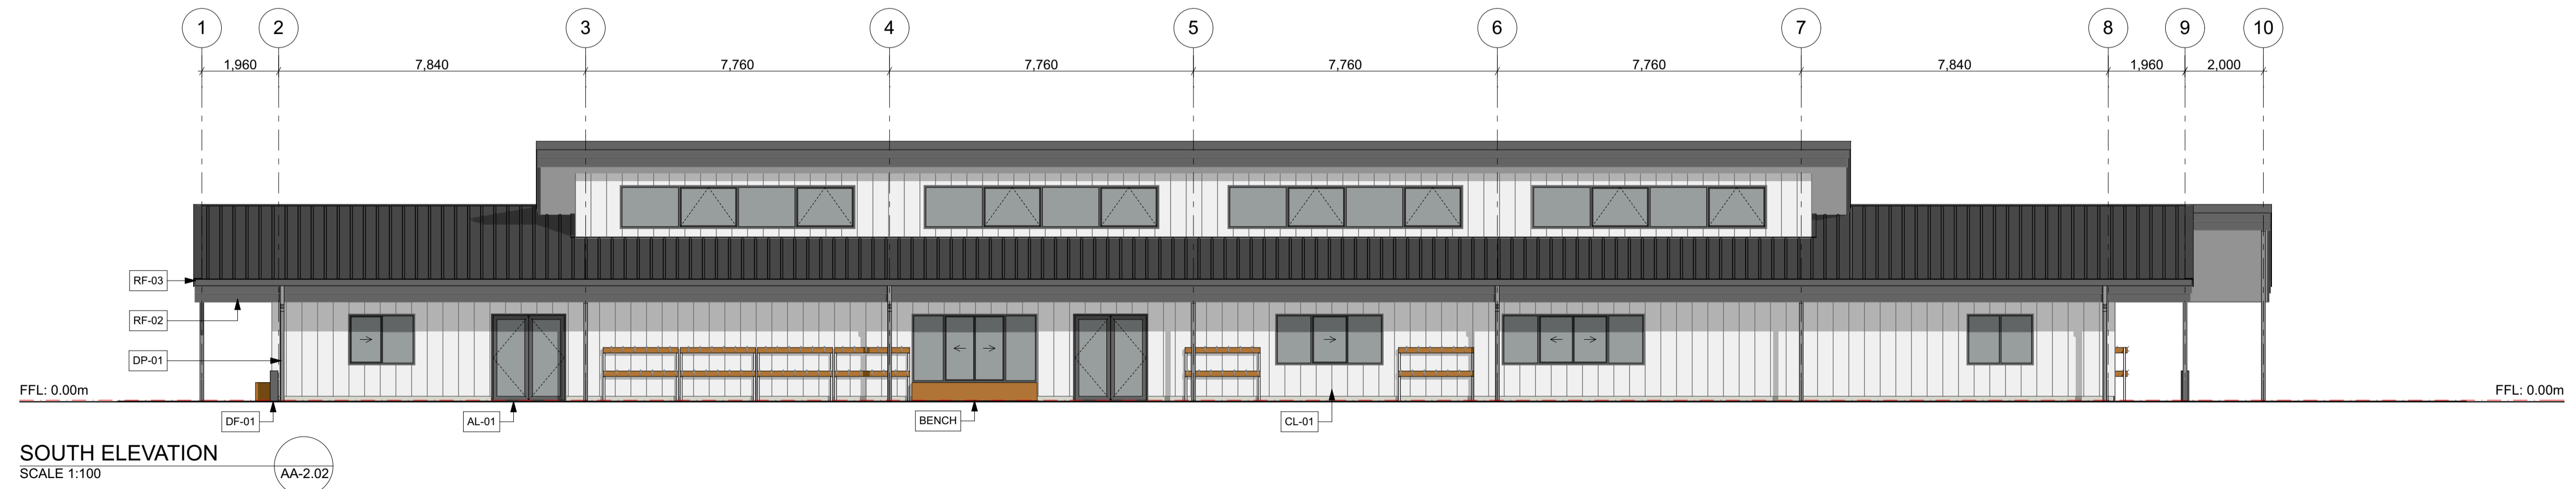 1 2 3 4 5 6 7 8 9 10
1,960 7,840 7,760 7,760 7,760 7,760 7,840 1,960 2,000
RF-03
RF-02
DP-01
FFL: 0.00m FFL: 0.00m
DF-01 AL-01 BENCH CL-01
SOUTH ELEVATION
SCALE 1:100 AA-2.02